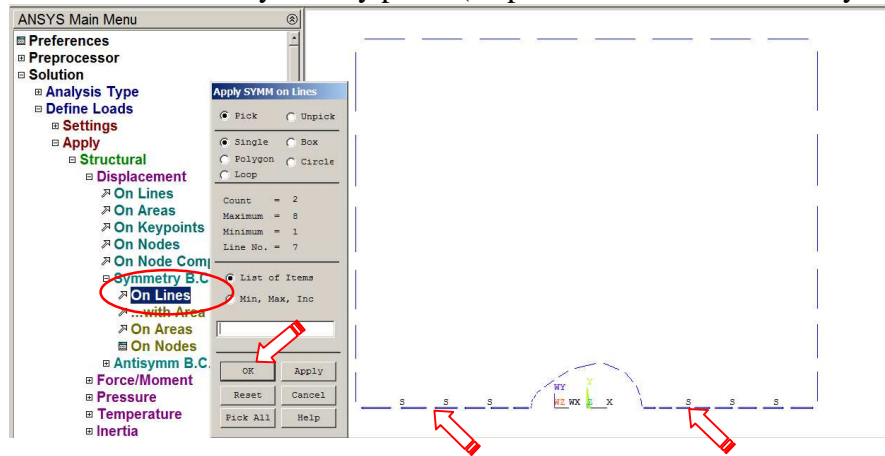 ANSYS Main Menu
Preferences
Preprocessor
Solution
Analysis Type
Define Loads
Settings
Apply
Structural
Displacement
On Lines
On Areas
On Keypoints
On Nodes
On Node
Symmetry B.C
On Lines
...with Area
On Areas
On Nodes
Antisymm B.C.
Force/Moment
Pressure
Temperature
Inertia
Apply SYMM on Lines
Pick Unpick
Single Box
Polygon Circle
Loop
Count = 2
Maximum = 8
Minimum = 1
Line No. = 7
List of Items
Min, Max, Inc
OK Apply
Reset Cancel
Pick All Help
WY Y
S S S WZ WX Z X S S S